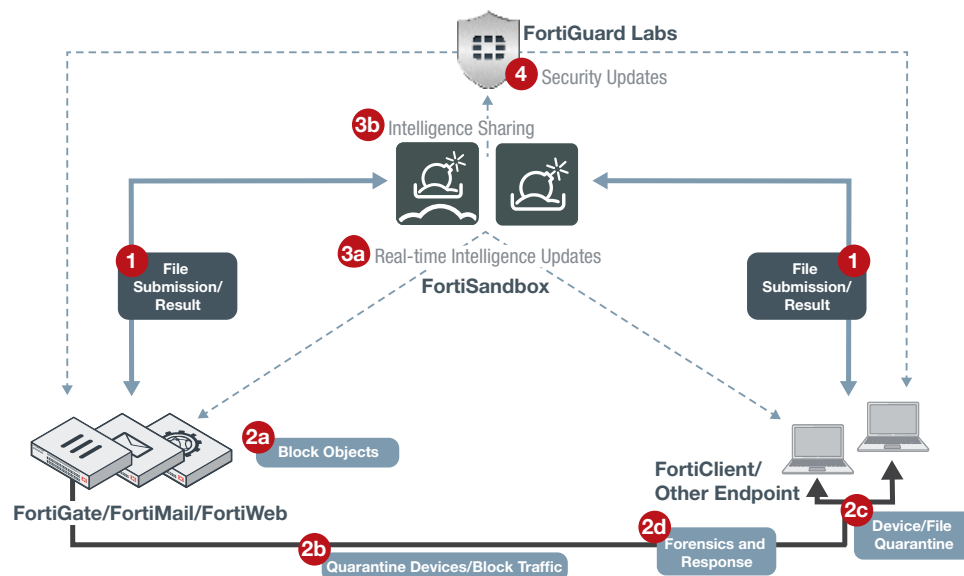 FortiGuard Labs
4 Security Updates
3b Intelligence Sharing
3a Real-time Intelligence Updates
FortiSandbox
1
File
Submission/
Result
1
File
Submission/
Result
2a Block Objects
FortiGate/FortiMail/FortiWeb
FortiClient/
Other Endpoint
2b Quarantine Devices/Block Traffic
2d Forensics and
Response
2c Device/File
Quarantine